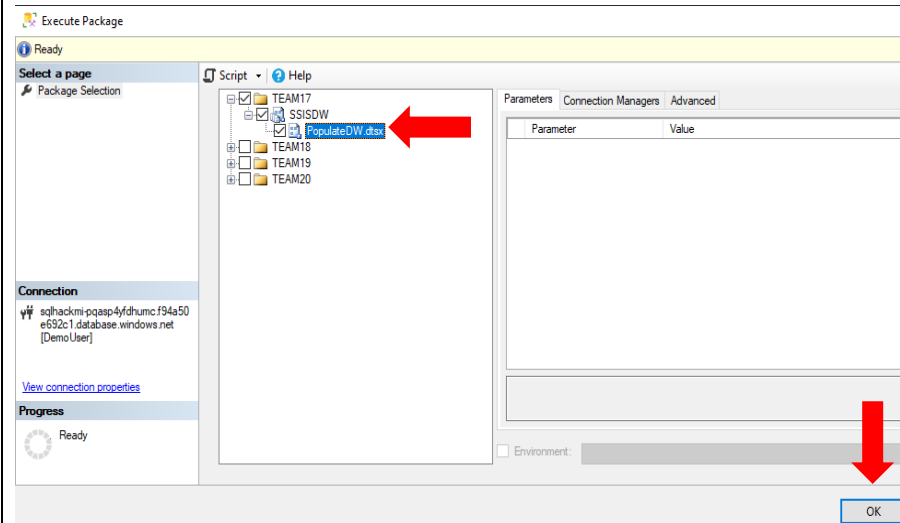 Execute Package
Ready
Select a page
Package Selection
Script Help
TEAM17
SSISDW
PopulateDW.dtsx
TEAM18
TEAM19
TEAM20
Parameters Connection Managers Advanced
Parameter Value
Connection
sqlhackmi-pqasp4yfdhumc.f94a50
e692c1.database.windows.net
[DemoUser]
View connection properties
Progress
Ready
Environment:
OK